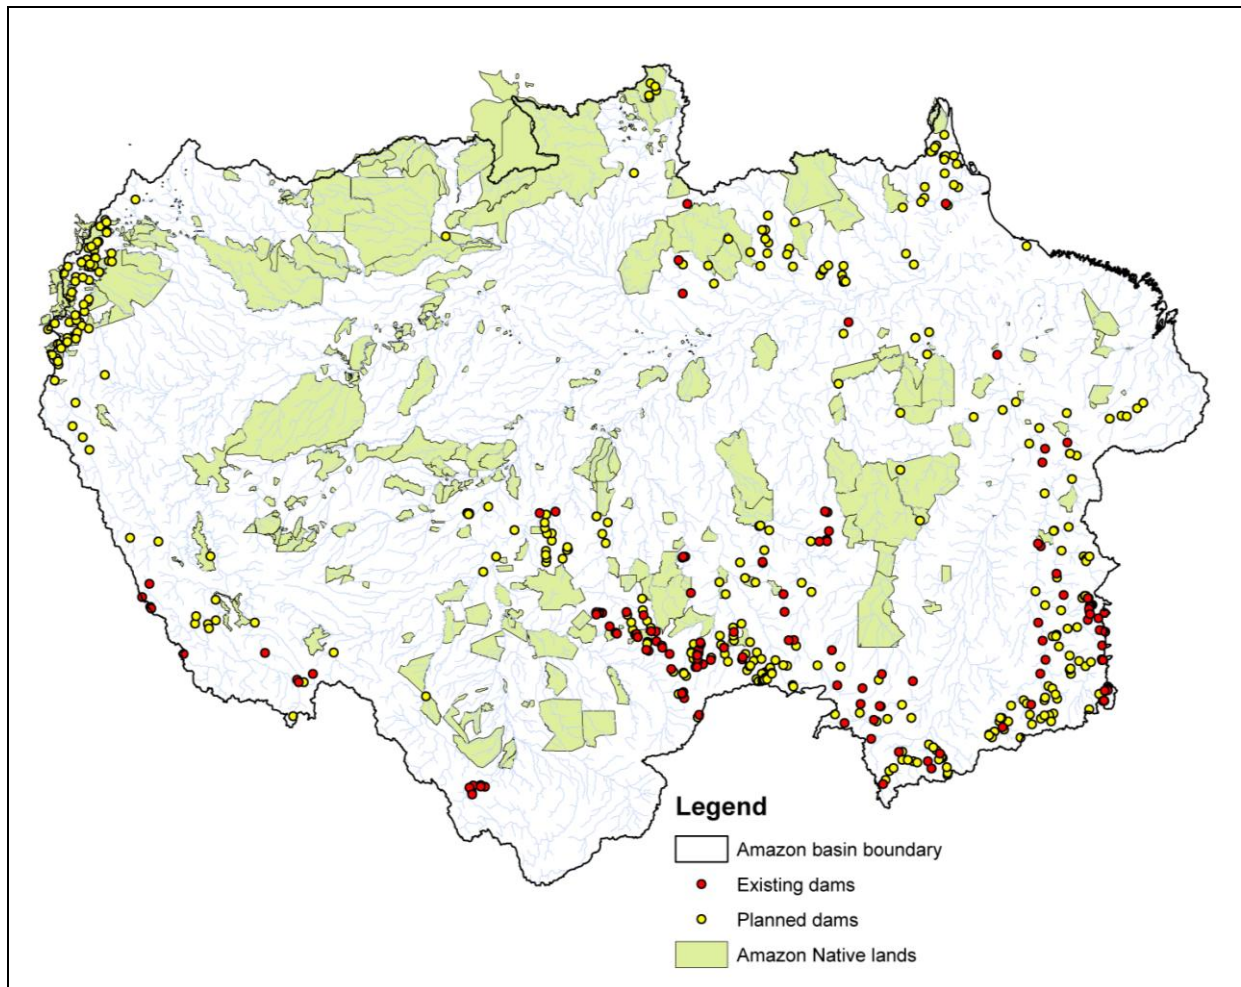 Legend
Amazon basin boundary
Existing dams
Planned dams
Amazon Native lands